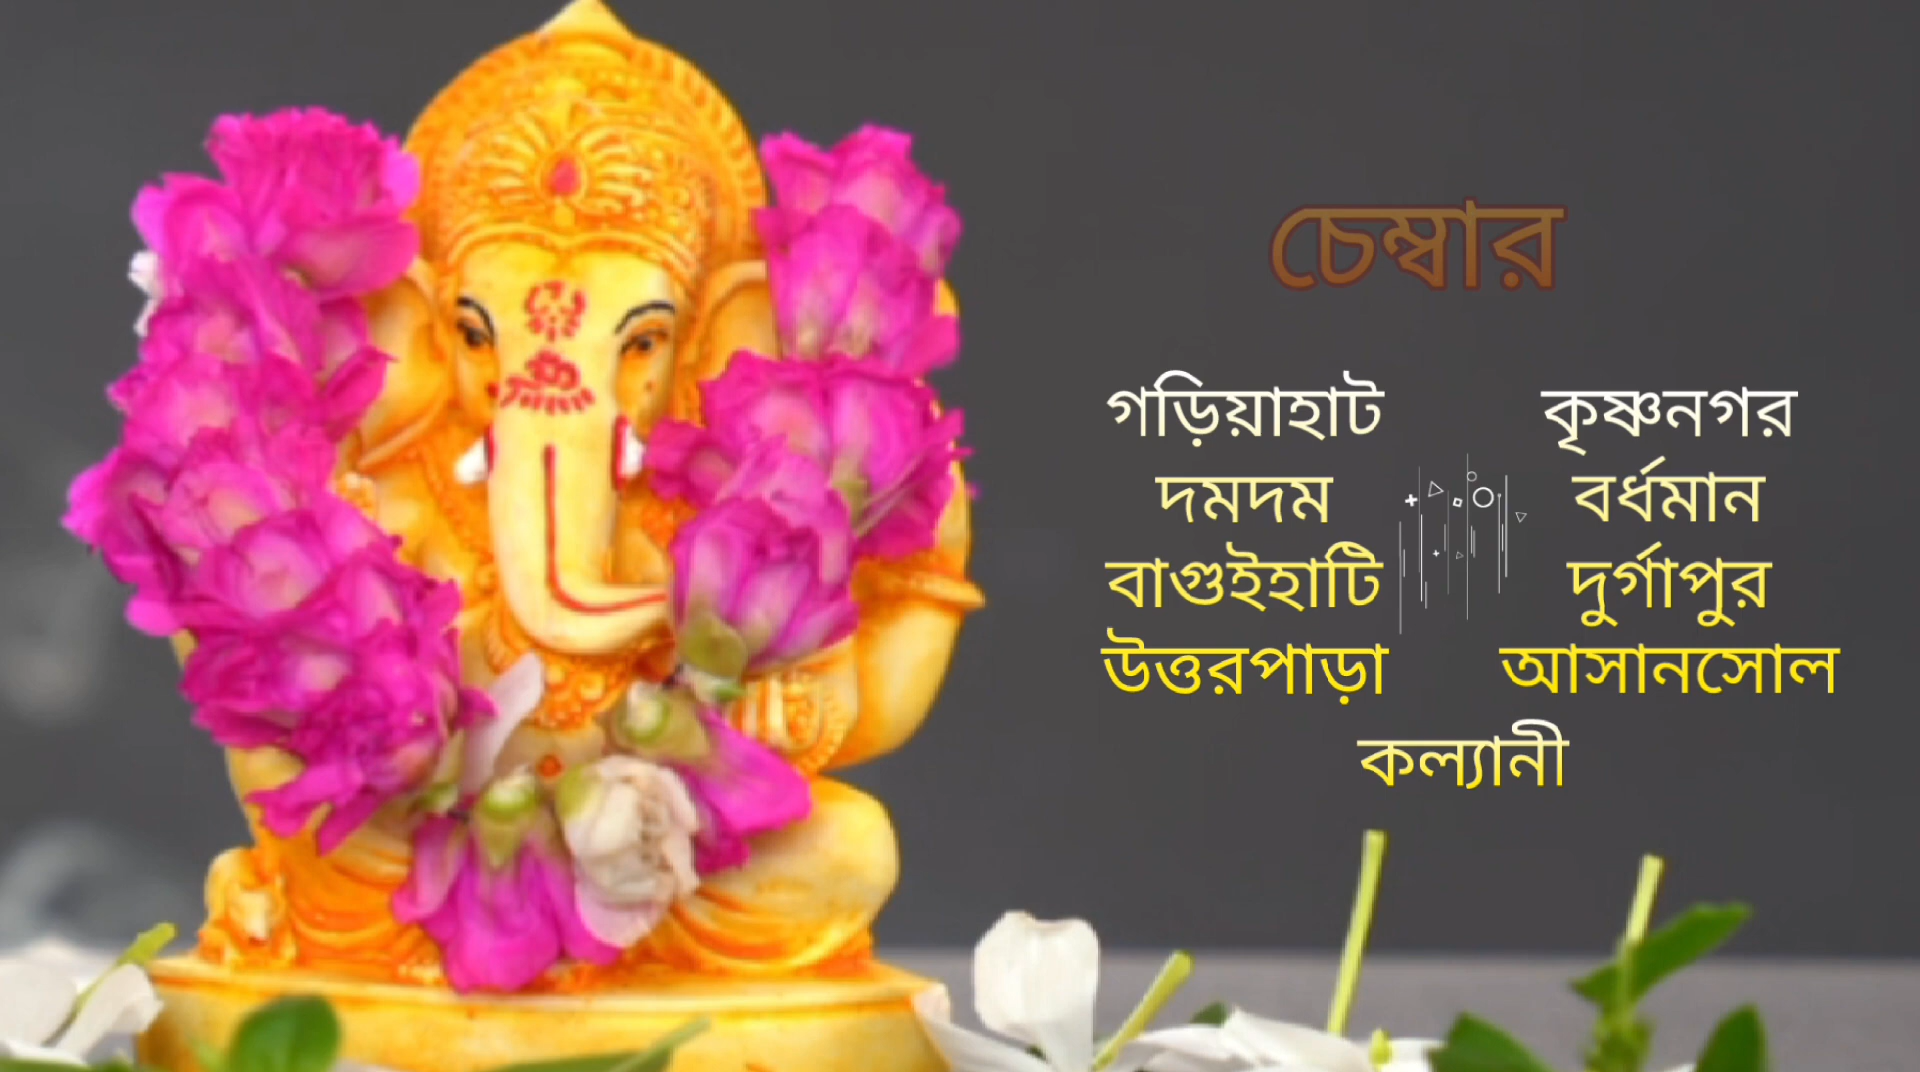 চেম্বার
গড়িয়াহাট কৃষ্ণনগর
দমদম বর্ধমান
বাগুইহাটি দুর্গাপুর
উত্তরপাড়া আসানসোল
কল্যানী